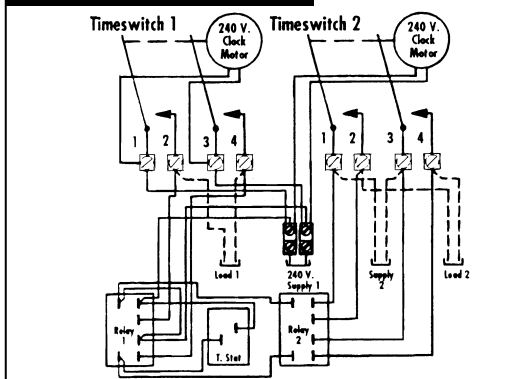 Timeswitch 1
240 V.
Clock
Motor
Timeswitch 2
240 V.
Clock
Motor
1
2
3
4
1
2
3
4
Load 1
240 V.
Supply 1
Supply
2
Load 2
Relay
1
T. Stat
Relay
2